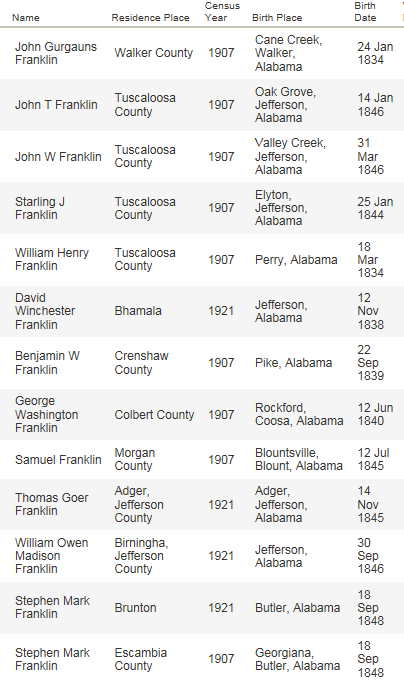 Name
Residence Place
Census
Year
Birth Place
Birth
Date
John Gurgauns
Franklin
Walker County
1907
Cane Creek,
Walker,
Alabama
24 Jan
1834
John T Franklin
Tuscaloosa
County
1907
Oak Grove,
Jefferson,
Alabama
14 Jan
1846
John W Franklin
Tuscaloosa
County
1907
Valley Creek,
Jefferson,
Alabama
31
Mar
1846
Starling J
Franklin
Tuscaloosa
County
1907
Elyton,
Jefferson,
Alabama
25 Jan
1844
William Henry
Franklin
Tuscaloosa
County
1907
Perry, Alabama
18
Mar
1834
David
Winchester
Franklin
Bhamala
1921
Jefferson,
Alabama
12
Nov
1838
Benjamin W
Franklin
Crenshaw
County
1907
Pike, Alabama
22
Sep
1839
George
Washington
Franklin
Colbert County
1907
Rockford,
Coosa, Alabama
12 Jun
1840
Samuel Franklin
Morgan
County
1907
Blountsville,
Blount, Alabama
12 Jul
1845
Thomas Goer
Franklin
Adger,
Jefferson
County
1921
Adger,
Jefferson,
Alabama
14
Nov
1845
William Owen
Madison
Franklin
Birningha,
Jefferson
County
1921
Jefferson,
Alabama
30
Sep
1846
Stephen Mark
Franklin
Brunton
1921
Butler, Alabama
18
Sep
1848
Stephen Mark
Franklin
Escambia
County
1907
Georgiana,
Butler, Alabama
18
Sep
1848